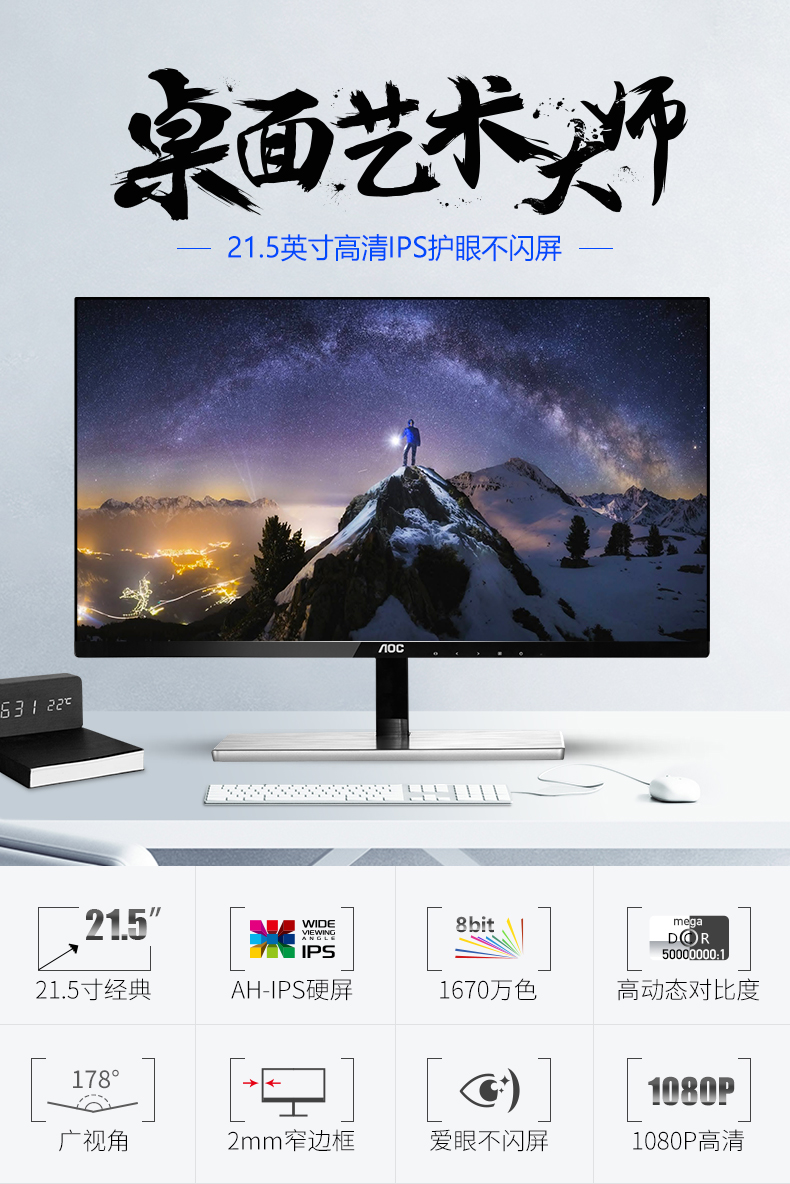 桌面艺术大师
21.5英寸高清IPS护眼不闪屏
AOC
631 22℃
21.5"
21.5寸经典
WIDE
VIEWING
ANGLE
IPS
AH-IPS硬屏
8bit
1670万色
mega
DCR
50000000:1
高动态对比度
178°
广视角
2mm窄边框
爱眼不闪屏
1080P
1080P高清